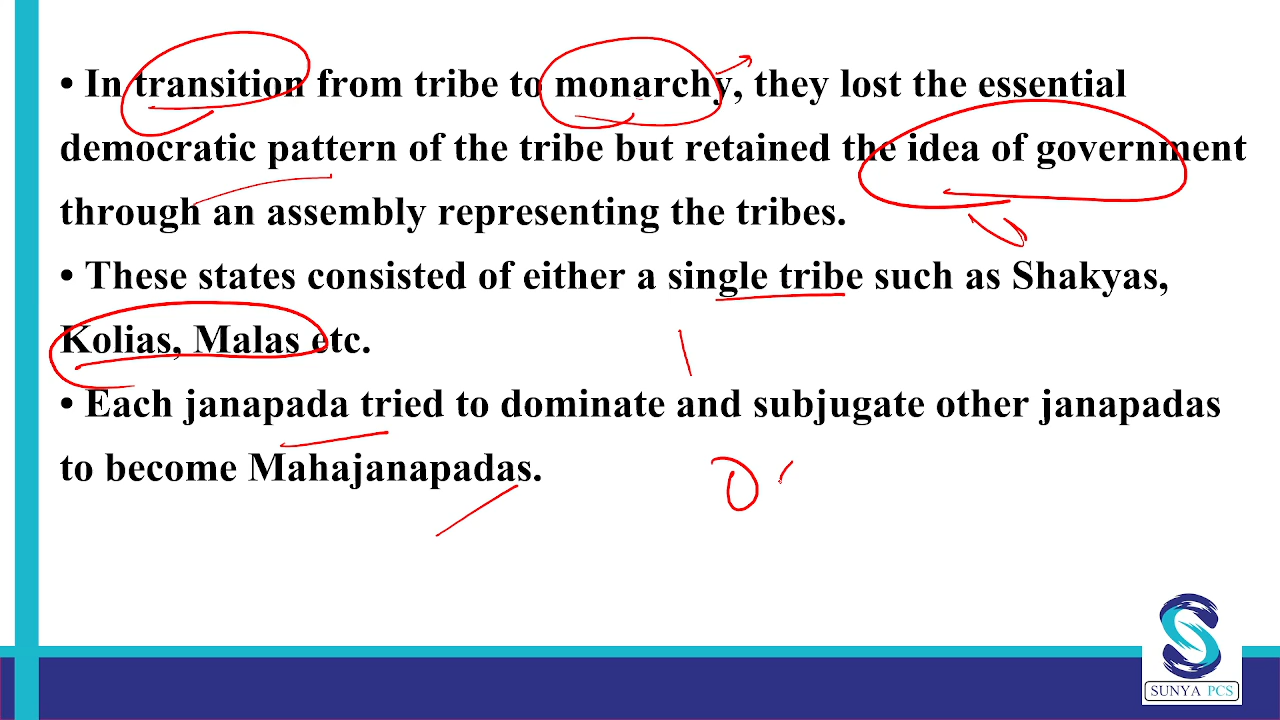 • In transition from tribe to monarchy, they lost the essential
democratic pattern of the tribe but retained the idea of government
through an assembly representing the tribes.
• These states consisted of either a single tribe such as Shakyas,
Kolias, Malas etc.
• Each janapada tried to dominate and subjugate other janapadas
to become Mahajanapadas.
SUNYA PCS